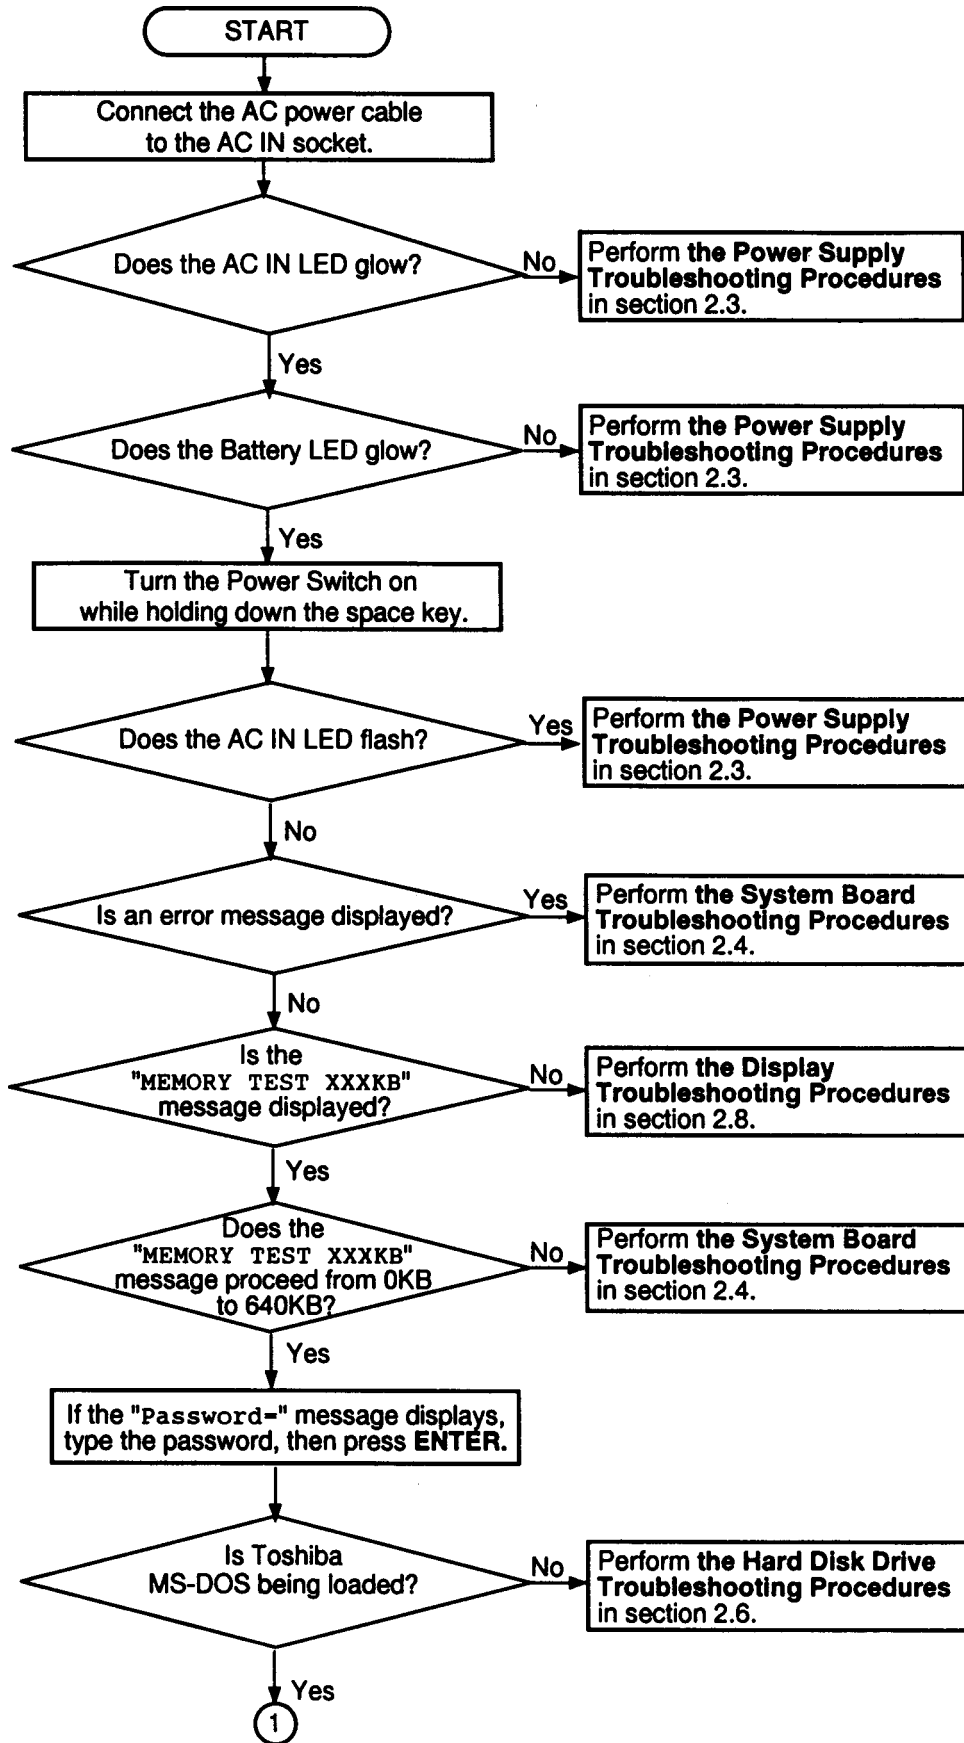 START
Connect the AC power cable
to the AC IN socket.
Does the AC IN LED glow?
No
Perform the Power Supply
Troubleshooting Procedures
in section 2.3.
Yes
Does the Battery LED glow?
No
Perform the Power Supply
Troubleshooting Procedures
in section 2.3.
Yes
Turn the Power Switch on
while holding down the space key.
Does the AC IN LED flash?
Yes
Perform the Power Supply
Troubleshooting Procedures
in section 2.3.
No
Is an error message displayed?
Yes
Perform the System Board
Troubleshooting Procedures
in section 2.4.
No
Is the
"MEMORY TEST XXXKB"
message displayed?
No
Perform the Display
Troubleshooting Procedures
in section 2.8.
Yes
Does the
"MEMORY TEST XXXKB"
message proceed from 0KB
to 640KB?
No
Perform the System Board
Troubleshooting Procedures
in section 2.4.
Yes
If the "Password=" message displays,
type the password, then press ENTER.
Is Toshiba
MS-DOS being loaded?
No
Perform the Hard Disk Drive
Troubleshooting Procedures
in section 2.6.
Yes
1